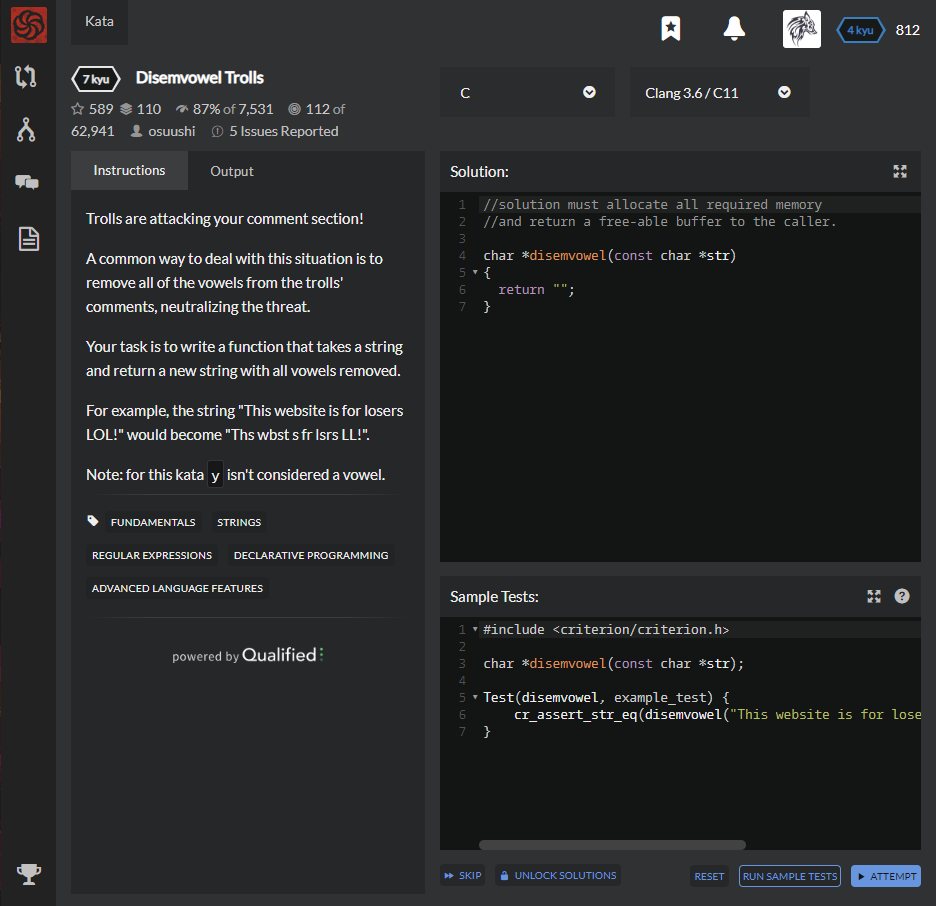 Kata
4 kyu 812
7 kyu Disemvowel Trolls
589 110 87% of 7,531 112 of
62,941 osuushi 5 Issues Reported
C
Clang 3.6 / C11
Instructions
Output
Trolls are attacking your comment section!
A common way to deal with this situation is to
remove all of the vowels from the trolls'
comments, neutralizing the threat.
Your task is to write a function that takes a string
and return a new string with all vowels removed.
For example, the string "This website is for losers
LOL!" would become "Ths wbst s fr lsrs LL!".
Note: for this kata y isn't considered a vowel.
FUNDAMENTALS STRINGS
REGULAR EXPRESSIONS DECLARATIVE PROGRAMMING
ADVANCED LANGUAGE FEATURES
powered by Qualified
Solution:
1 //solution must allocate all required memory
2 //and return a free-able buffer to the caller.
3
4 char *disemvowel(const char *str)
5 {
6   return "";
7 }
Sample Tests:
?
1 #include <criterion/criterion.h>
2
3 char *disemvowel(const char *str);
4
5 Test(disemvowel, example_test) {
6     cr_assert_str_eq(disemvowel("This website is for lose
7 }
SKIP
UNLOCK SOLUTIONS
RESET
RUN SAMPLE TESTS
ATTEMPT